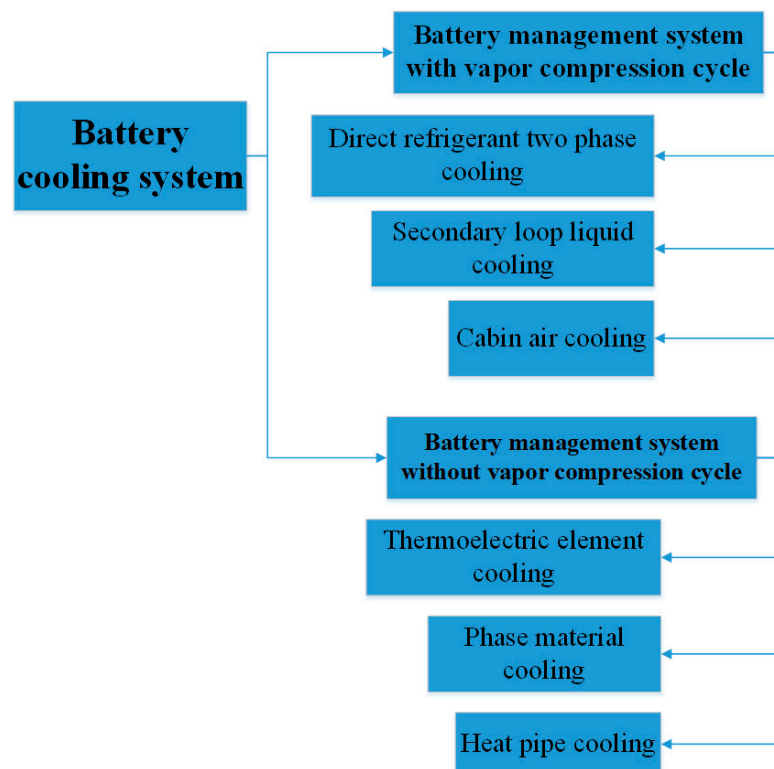 Battery
cooling system
Battery management system
with vapor compression cycle
Direct refrigerant two phase
cooling
Secondary loop liquid
cooling
Cabin air cooling
Battery management system
without vapor compression cycle
Thermoelectric element
cooling
Phase material
cooling
Heat pipe cooling